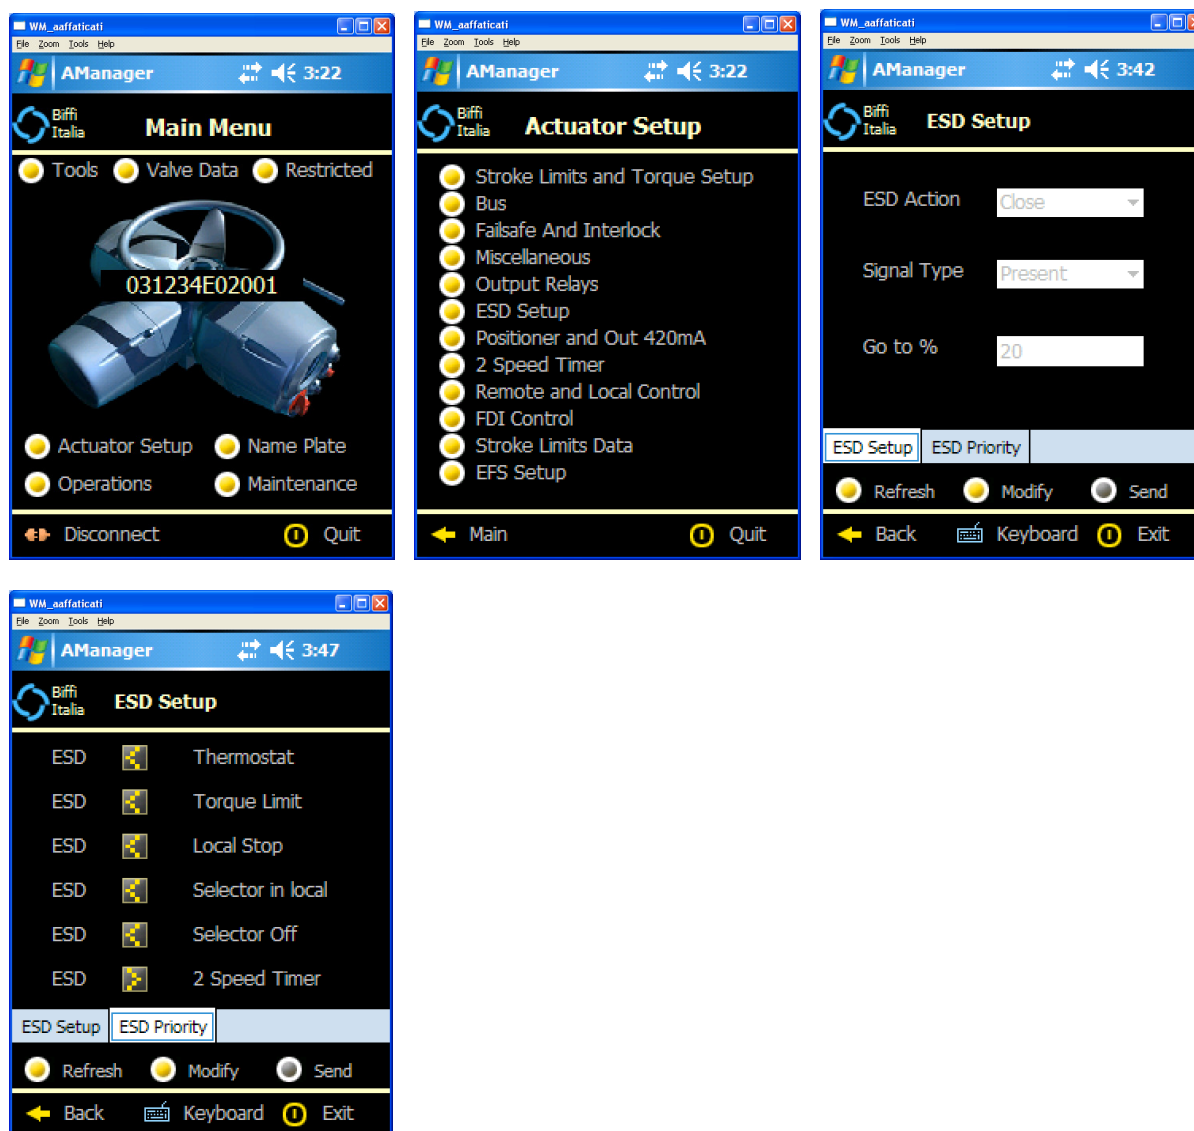 WM_aaffaticati
File Zoom Tools Help
AManager 3:22
Biffi
Italia
Main Menu
Tools Valve Data Restricted
031234E02001
Actuator Setup Name Plate
Operations Maintenance
Disconnect Quit
WM_aaffaticati
File Zoom Tools Help
AManager 3:22
Biffi
Italia
Actuator Setup
Stroke Limits and Torque Setup
Bus
Failsafe And Interlock
Miscellaneous
Output Relays
ESD Setup
Positioner and Out 420mA
2 Speed Timer
Remote and Local Control
FDI Control
Stroke Limits Data
EFS Setup
Main Quit
WM_aaffaticati
File Zoom Tools Help
AManager 3:42
Biffi
Italia
ESD Setup
ESD Action Close
Signal Type Present
Go to % 20
ESD Setup ESD Priority
Refresh Modify Send
Back Keyboard Exit
WM_aaffaticati
File Zoom Tools Help
AManager 3:47
Biffi
Italia
ESD Setup
ESD < Thermostat
ESD < Torque Limit
ESD < Local Stop
ESD < Selector in local
ESD < Selector Off
ESD > 2 Speed Timer
ESD Setup ESD Priority
Refresh Modify Send
Back Keyboard Exit